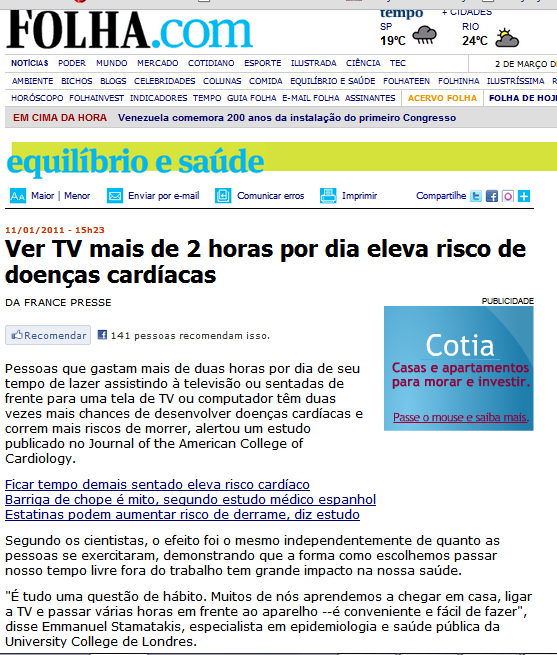 FOLHA.com
tempo + CIDADES
SP RIO
19°C 24°C
NOTÍCIAS PODER MUNDO MERCADO COTIDIANO ESPORTE ILUSTRADA CIÊNCIA TEC 2 DE MARÇO DE
AMBIENTE BICHOS BLOGS CELEBRIDADES COLUNAS COMIDA EQUILÍBRIO E SAÚDE FOLHATEEN FOLHINHA ILUSTRÍSSIMA
HORÓSCOPO FOLHAINVEST INDICADORES TEMPO GUIA FOLHA E-MAIL FOLHA ASSINANTES ACERVO FOLHA FOLHA DE HOJ
EM CIMA DA HORA Venezuela comemora 200 anos da instalação do primeiro Congresso
equilíbrio e saúde
AA Maior | Menor Enviar por e-mail Comunicar erros Imprimir Compartilhe
11/01/2011 - 15h23
Ver TV mais de 2 horas por dia eleva risco de
doenças cardíacas
DA FRANCE PRESSE
PUBLICIDADE
Recomendar 141 pessoas recomendam isso.
Cotia
Casas e apartamentos
para morar e investir.
Passe o mouse e saiba mais.
Pessoas que gastam mais de duas horas por dia de seu
tempo de lazer assistindo à televisão ou sentadas de
frente para uma tela de TV ou computador têm duas
vezes mais chances de desenvolver doenças cardíacas e
correm mais riscos de morrer, alertou um estudo
publicado no Journal of the American College of
Cardiology.
Ficar tempo demais sentado eleva risco cardíaco
Barriga de chope é mito, segundo estudo médico espanhol
Estatinas podem aumentar risco de derrame, diz estudo
Segundo os cientistas, o efeito foi o mesmo independentemente de quanto as
pessoas se exercitaram, demonstrando que a forma como escolhemos passar
nosso tempo livre fora do trabalho tem grande impacto na nossa saúde.
"É tudo uma questão de hábito. Muitos de nós aprendemos a chegar em casa, ligar
a TV e passar várias horas em frente ao aparelho --é conveniente e fácil de fazer",
disse Emmanuel Stamatakis, especialista em epidemiologia e saúde pública da
University College de Londres.